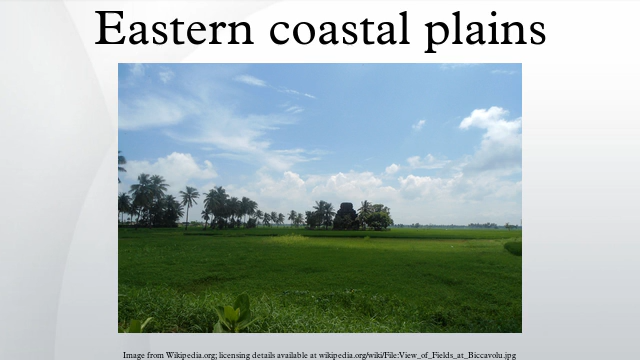 Eastern coastal plains
Image from Wikipedia.org; licensing details available at wikipedia.org/wiki/File:View_of_Fields_at_Biccavolu.jpg